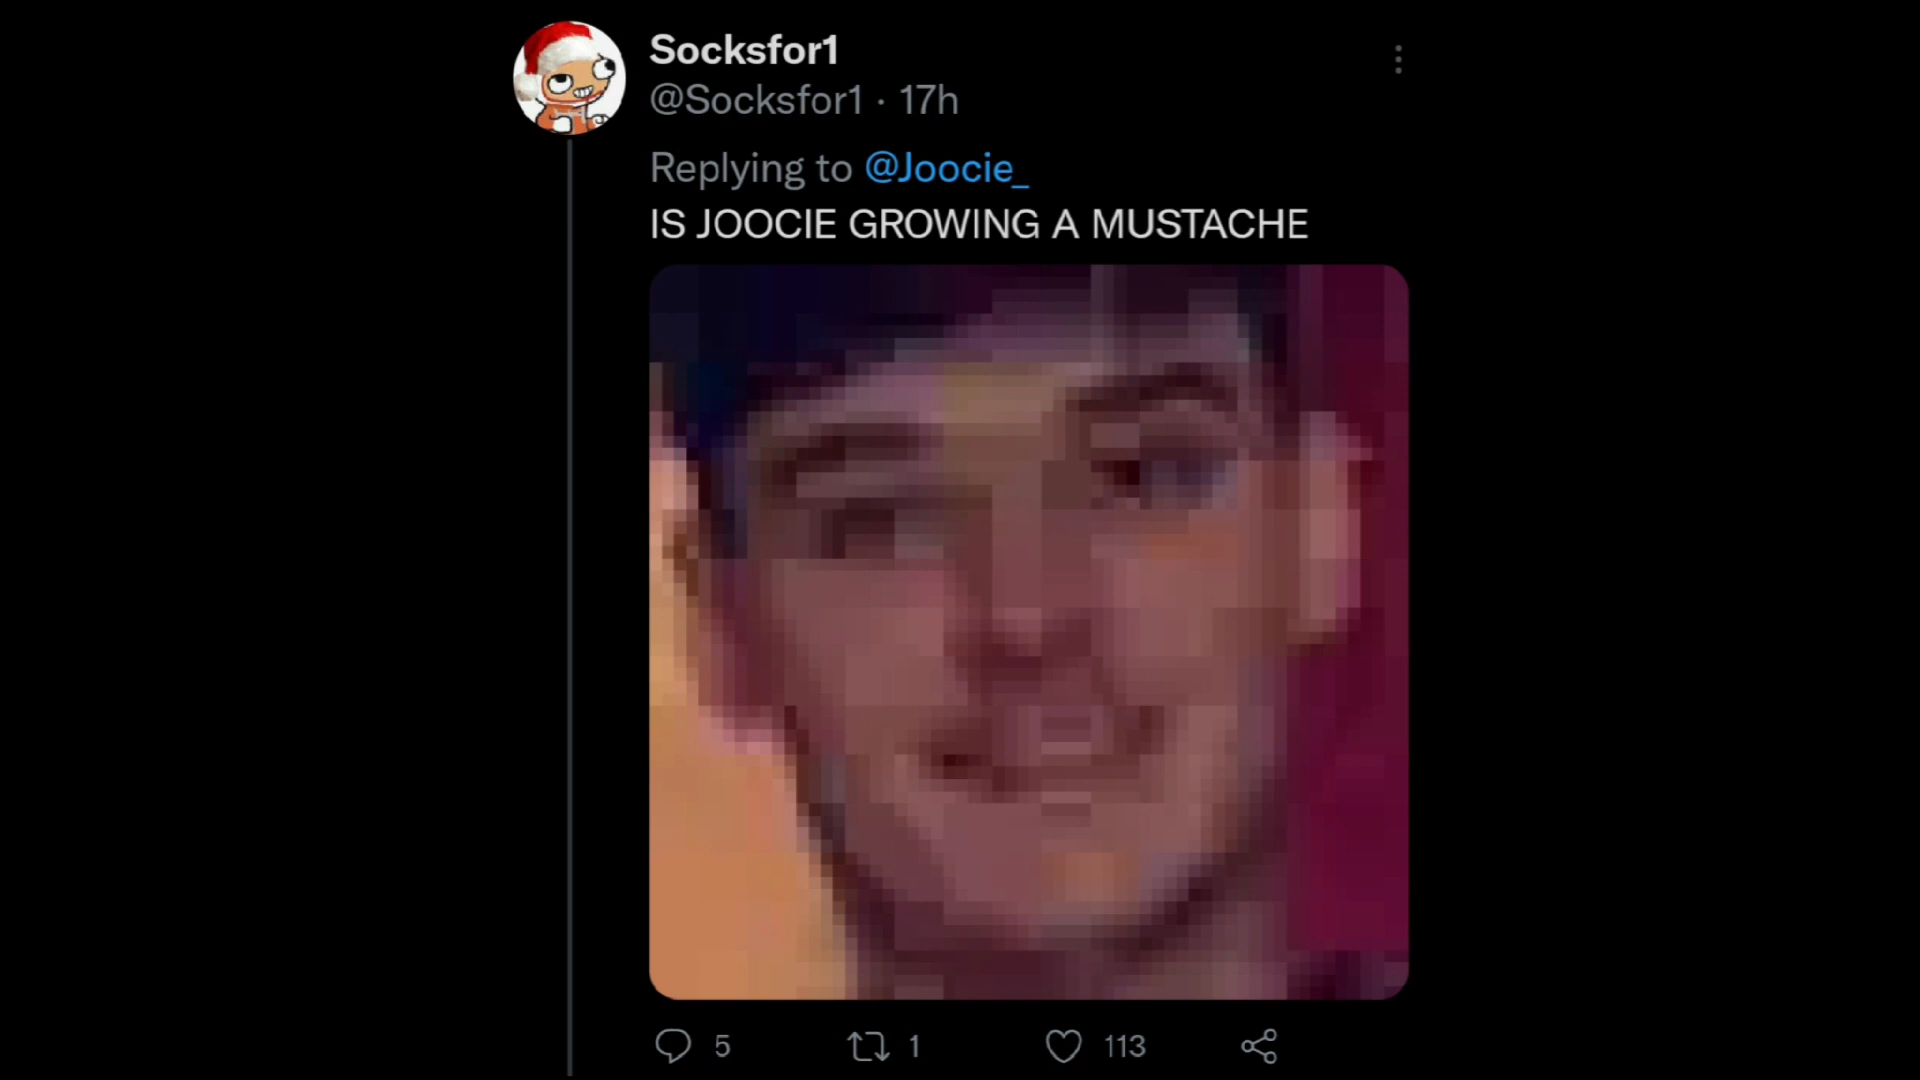 Socksfor1
@Socksfor1 · 17h
Replying to @Joocie_
IS JOOCIE GROWING A MUSTACHE
5 1 113